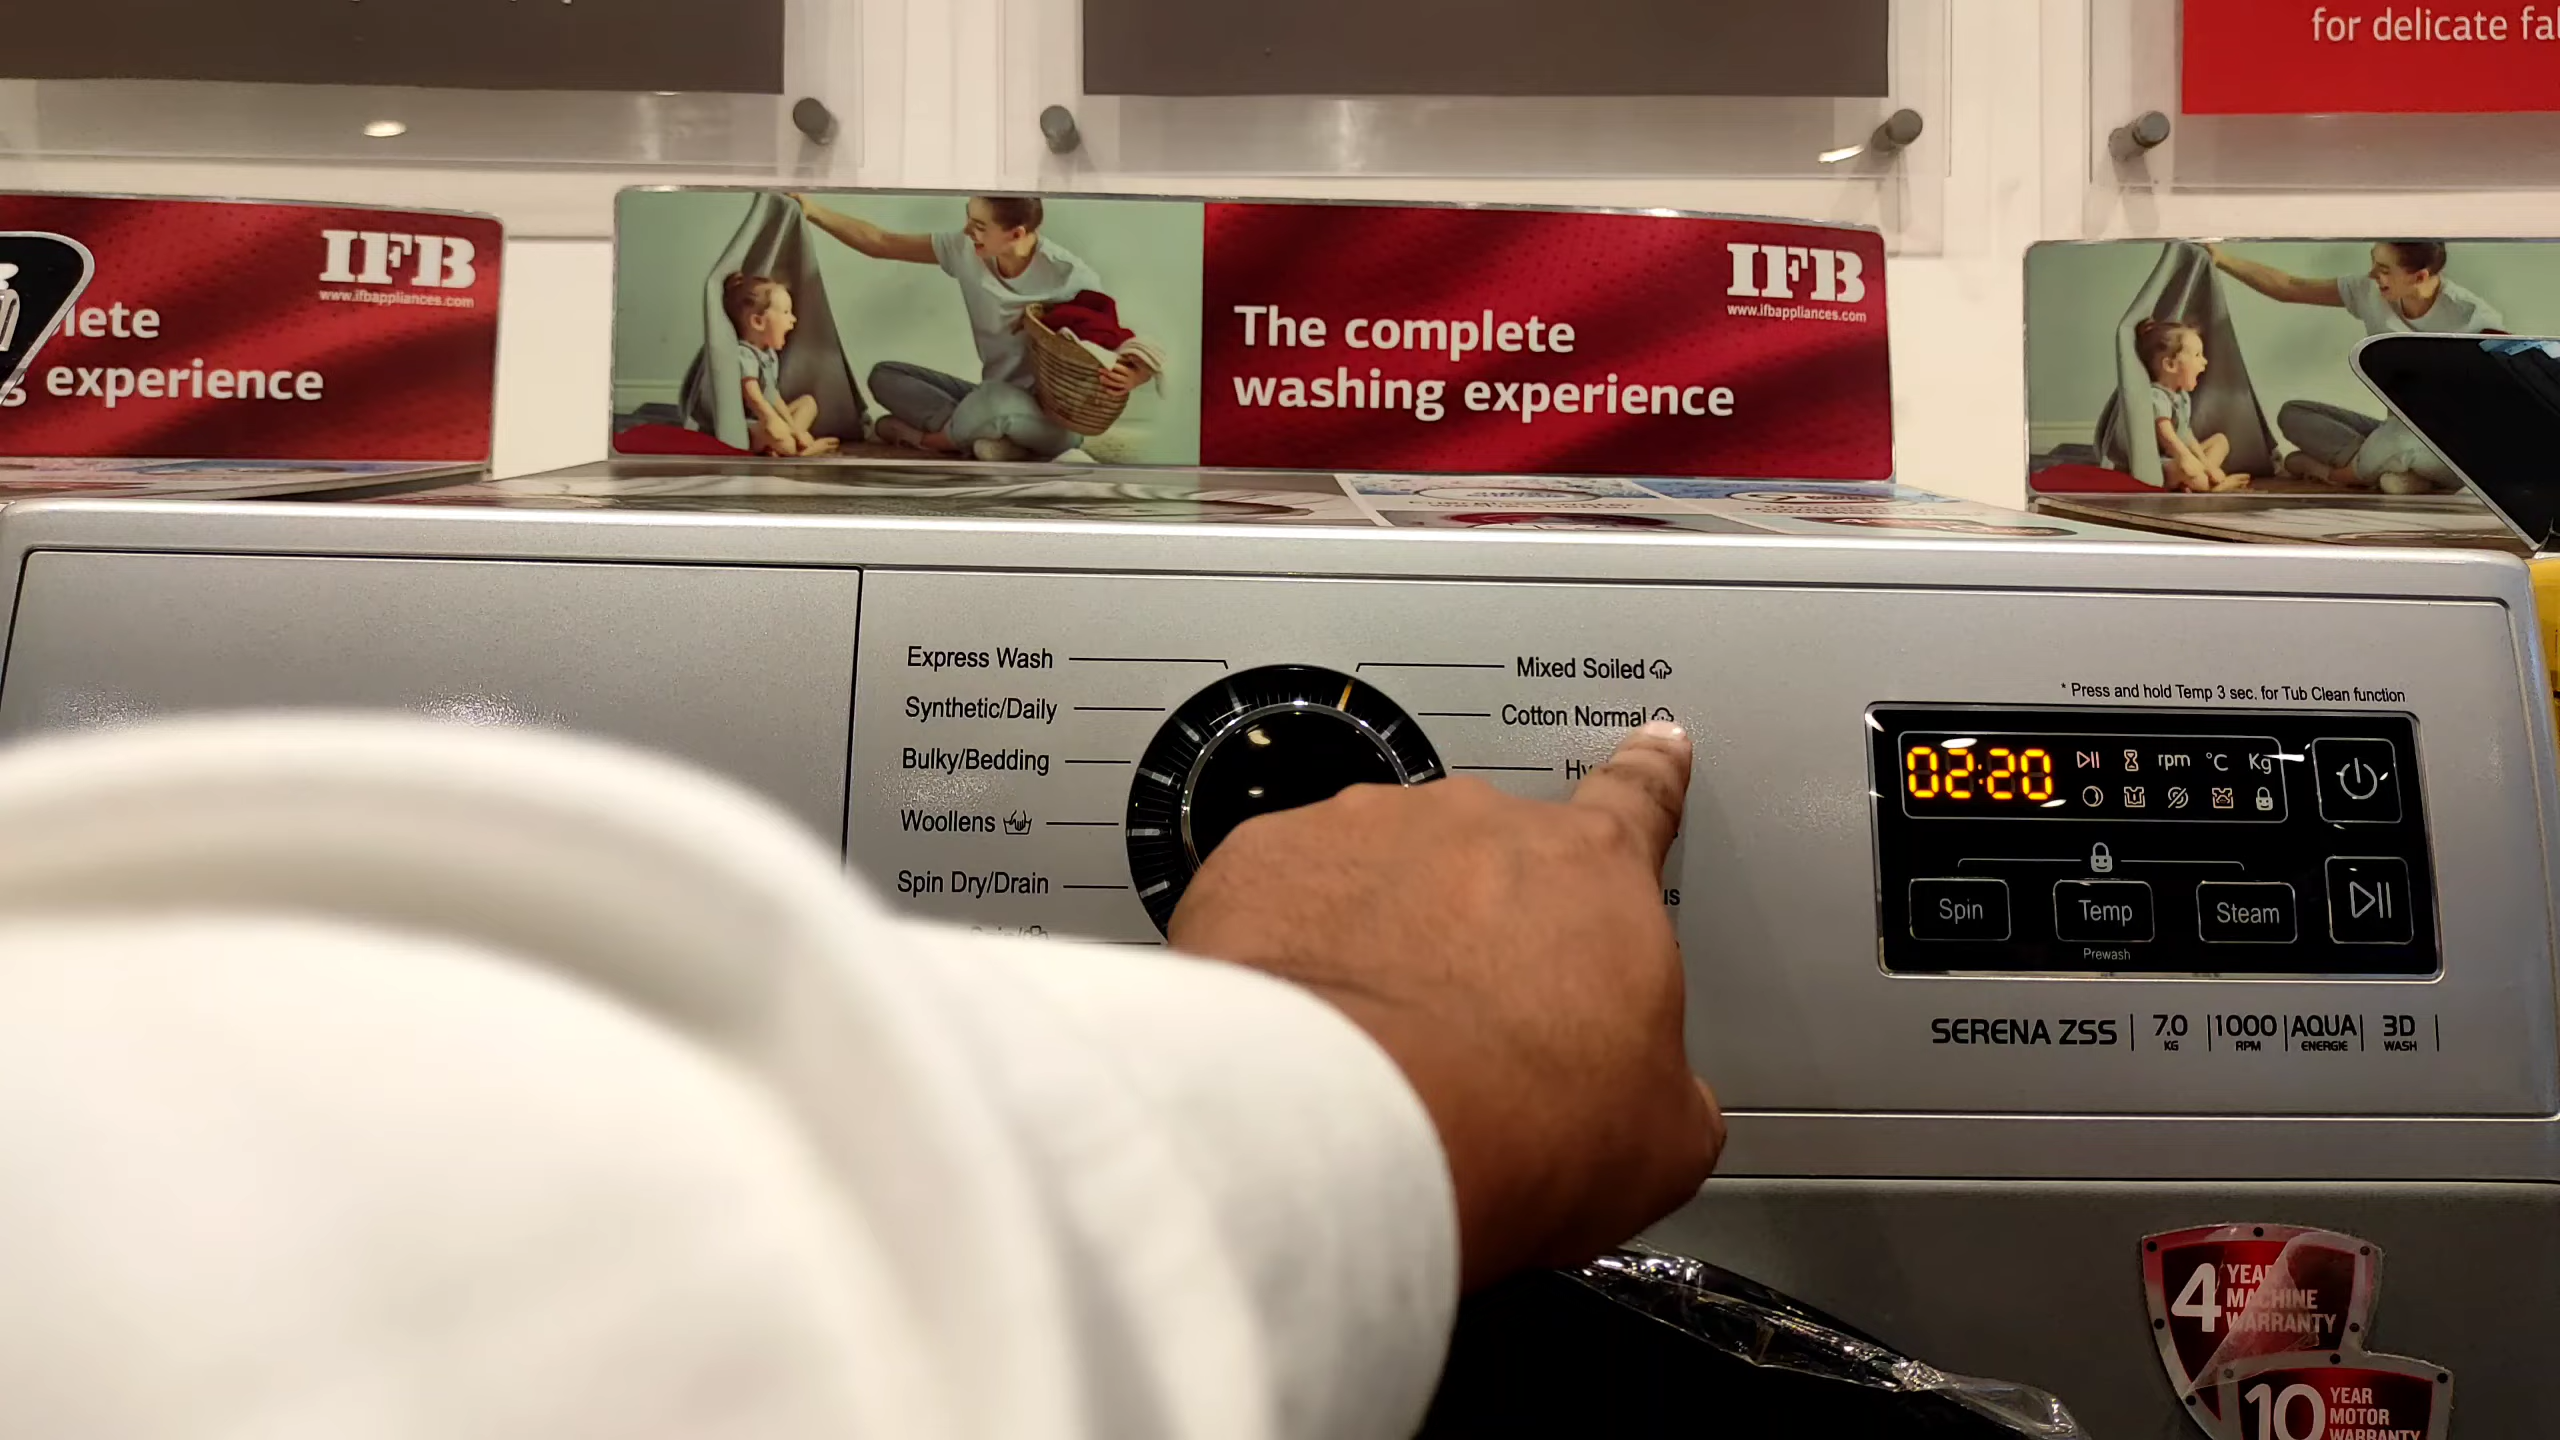 for delicate
IFB
www.ifbappliances.com
experience
The complete
washing experience
IFB
www.ifbappliances.com
Express Wash
Synthetic/Daily
Bulky/Bedding
Woollens
Spin Dry/Drain
Mixed Soiled
Cotton Normal
* Press and hold Temp 3 sec. for Tub Clean function
02:20
rpm
°C
Kg
Spin
Temp
Steam
Prewash
SERENA ZSS
7.0 KG
1000 RPM
AQUA ENERGIE
3D WASH
4 YEAR
MACHINE
WARRANTY
10 YEAR
MOTOR
WARRANTY